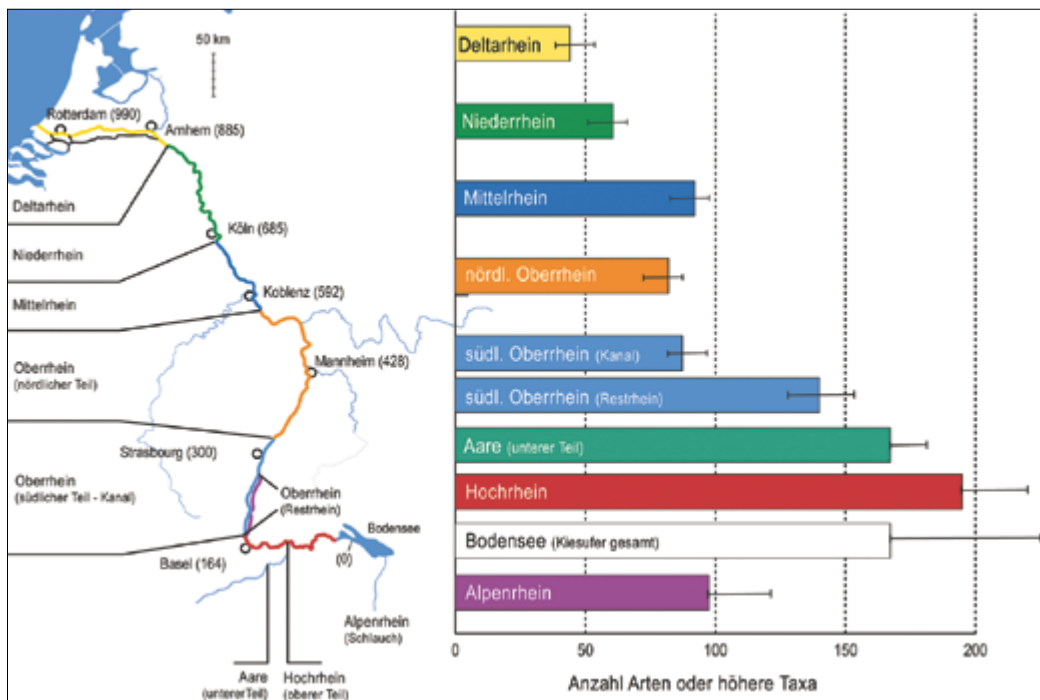 50 km
Rotterdam (990)
Arnhem (885)
Deltarhein
Köln (685)
Niederrhein
Koblenz (592)
Mittelrhein
Mannheim (428)
Oberrhein
(nördlicher Teil)
Strasbourg (300)
Oberrhein
(südlicher Teil - Kanal)
Oberrhein
(Restrhein)
Bodensee
(0)
Basel (164)
Alpenrhein
(Schlauch)
Aare
(unterer Teil)
Hochrhein
(oberer Teil)
Deltarhein
Niederrhein
Mittelrhein
nördl. Oberrhein
südl. Oberrhein (Kanal)
südl. Oberrhein (Restrhein)
Aare (unterer Teil)
Hochrhein
Bodensee (Kiesufer gesamt)
Alpenrhein
0 50 100 150 200
Anzahl Arten oder höhere Taxa